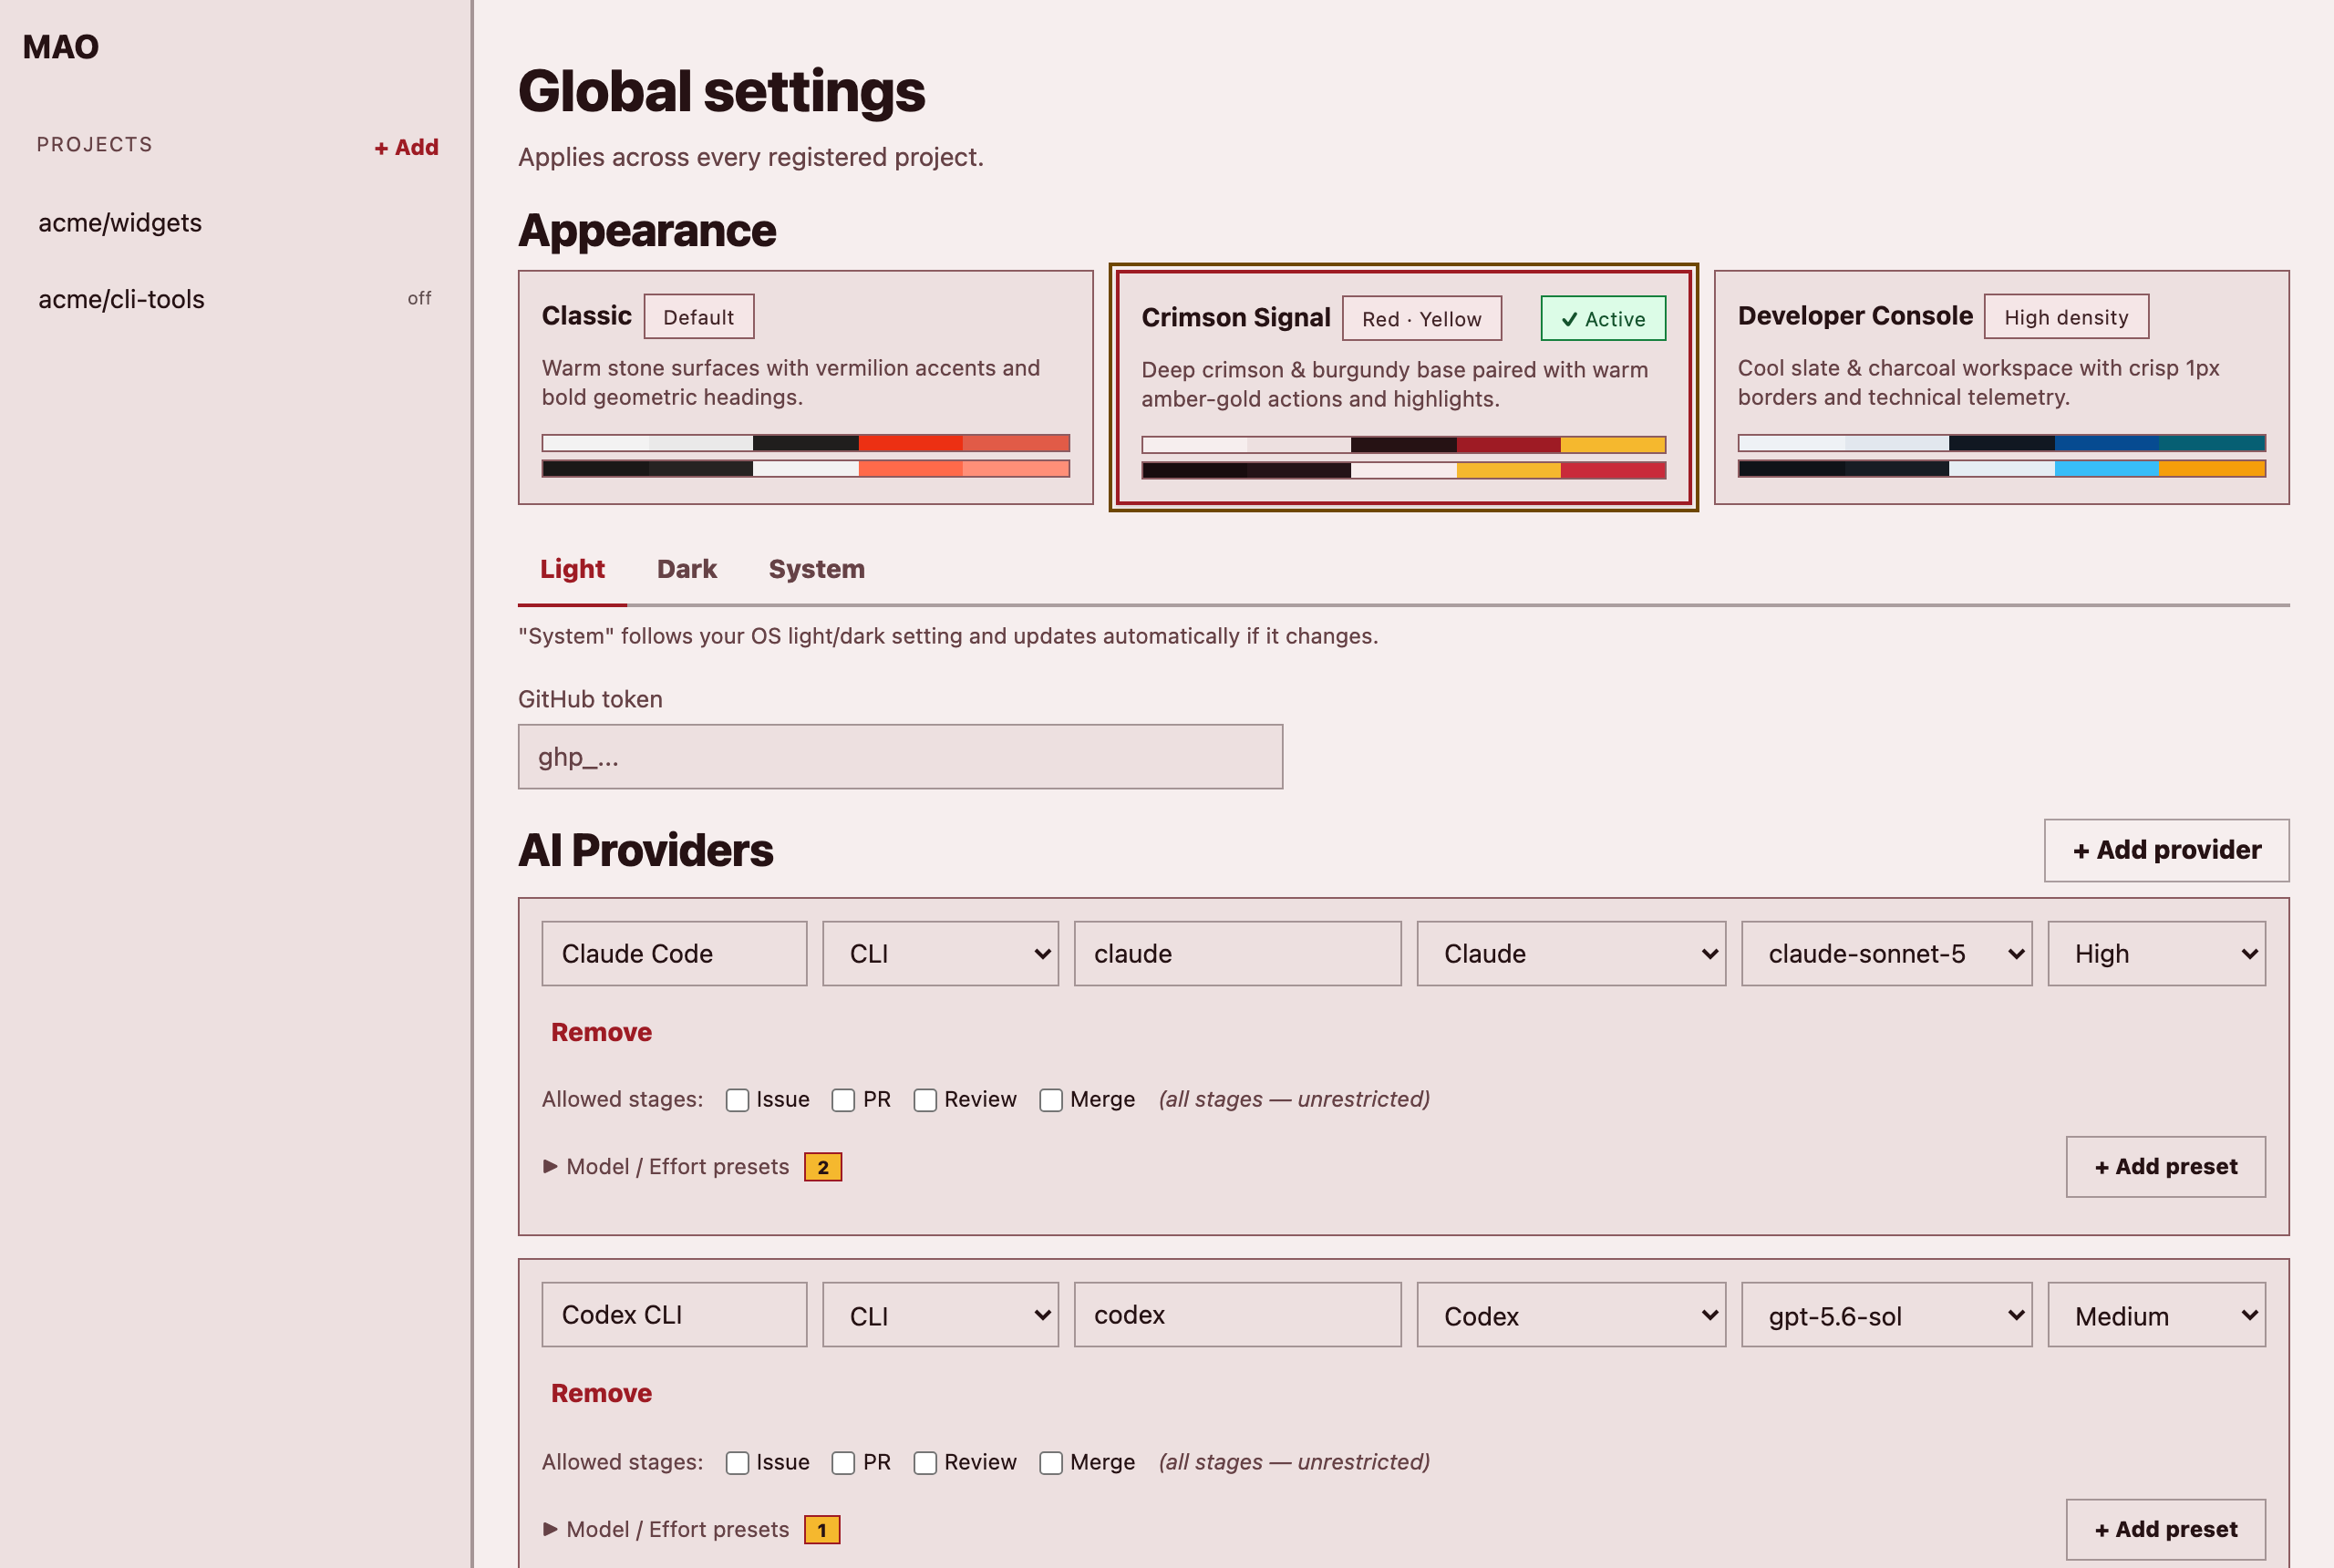 MAO
PROJECTS
+ Add
acme/widgets
acme/cli-tools
off
Global settings
Applies across every registered project.
Appearance
Classic
Default
Warm stone surfaces with vermilion accents and
bold geometric headings.
Crimson Signal
Red · Yellow
✓ Active
Deep crimson & burgundy base paired with warm
amber-gold actions and highlights.
Developer Console
High density
Cool slate & charcoal workspace with crisp 1px
borders and technical telemetry.
Light
Dark
System
"System" follows your OS light/dark setting and updates automatically if it changes.
GitHub token
ghp_...
AI Providers
+ Add provider
Claude Code
CLI
claude
Claude
claude-sonnet-5
High
Remove
Allowed stages:
Issue
PR
Review
Merge
(all stages — unrestricted)
Model / Effort presets
2
+ Add preset
Codex CLI
CLI
codex
Codex
gpt-5.6-sol
Medium
Remove
Allowed stages:
Issue
PR
Review
Merge
(all stages — unrestricted)
Model / Effort presets
1
+ Add preset